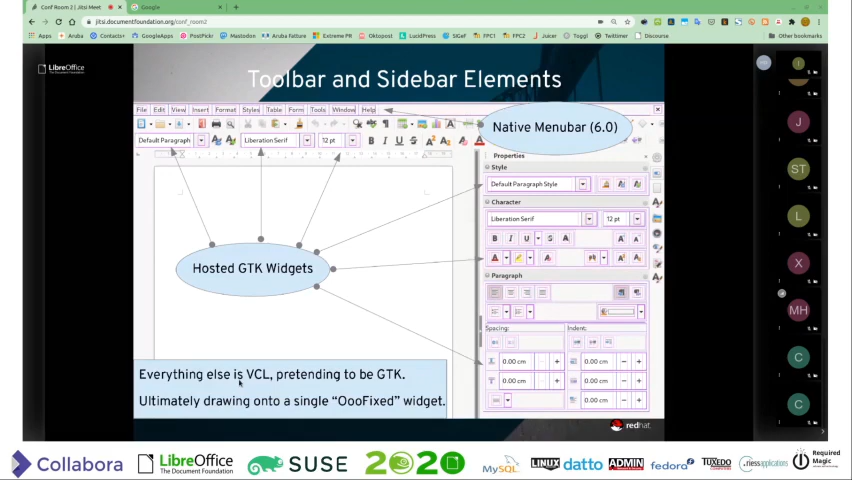 Conf Room2 | Jitsi Meet
Google
jitsi.documentfoundation.org/conf_room2
Apps Aruba Contacts+ GoogleApps PostPickr Mastodon Aruba Fatture Extreme PR Oktopost LucidPress SIGeF FPC1 FPC2 Juicer Toggl Twittimer Discourse Other bookmarks
LibreOffice
The Document Foundation
Toolbar and Sidebar Elements
File Edit View Insert Format Styles Table Form Tools Window Help
Native Menubar (6.0)
Default Paragraph Liberation Serif 12 pt
Properties
Style
Default Paragraph Style
Character
Liberation Serif 12 pt
Hosted GTK Widgets
Paragraph
Spacing: Indent:
0.00 cm 0.00 cm
0.00 cm 0.00 cm
0.00 cm
Everything else is VCL, pretending to be GTK.
Ultimately drawing onto a single “OooFixed” widget.
redhat
I
J
ST
L
X
MH
C
C
Collabora
LibreOffice
The Document Foundation
SUSE
2020
MySQL
LINUX
datto
ADMIN
fedora
TUXEDO
riessapplications
Required
Magic